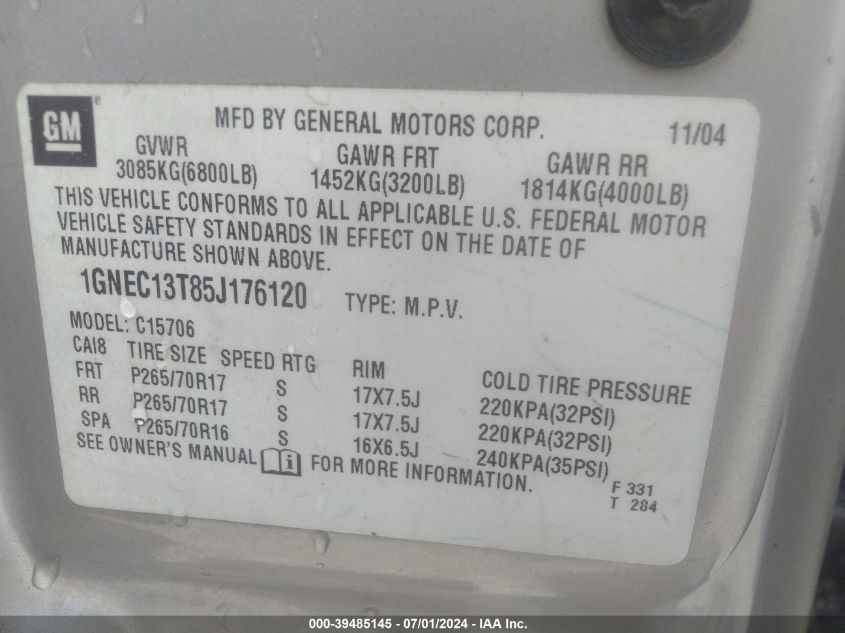 GM ® MFD BY GENERAL MOTORS CORP. 11/04
GVWR GAWR FRT GAWR RR
3085KG(6800LB) 1452KG(3200LB) 1814KG(4000LB)
THIS VEHICLE CONFORMS TO ALL APPLICABLE U.S. FEDERAL MOTOR
VEHICLE SAFETY STANDARDS IN EFFECT ON THE DATE OF
MANUFACTURE SHOWN ABOVE.
1GNEC13T85J176120 TYPE: M.P.V.
MODEL: C15706
CAI8 TIRE SIZE SPEED RTG RIM COLD TIRE PRESSURE
FRT P265/70R17 S 17X7.5J 220KPA(32PSI)
RR P265/70R17 S 17X7.5J 220KPA(32PSI)
SPA P265/70R16 S 16X6.5J 240KPA(35PSI)
SEE OWNER'S MANUAL i FOR MORE INFORMATION.
F 331
T 284
000-39485145 - 07/01/2024 - IAA Inc.